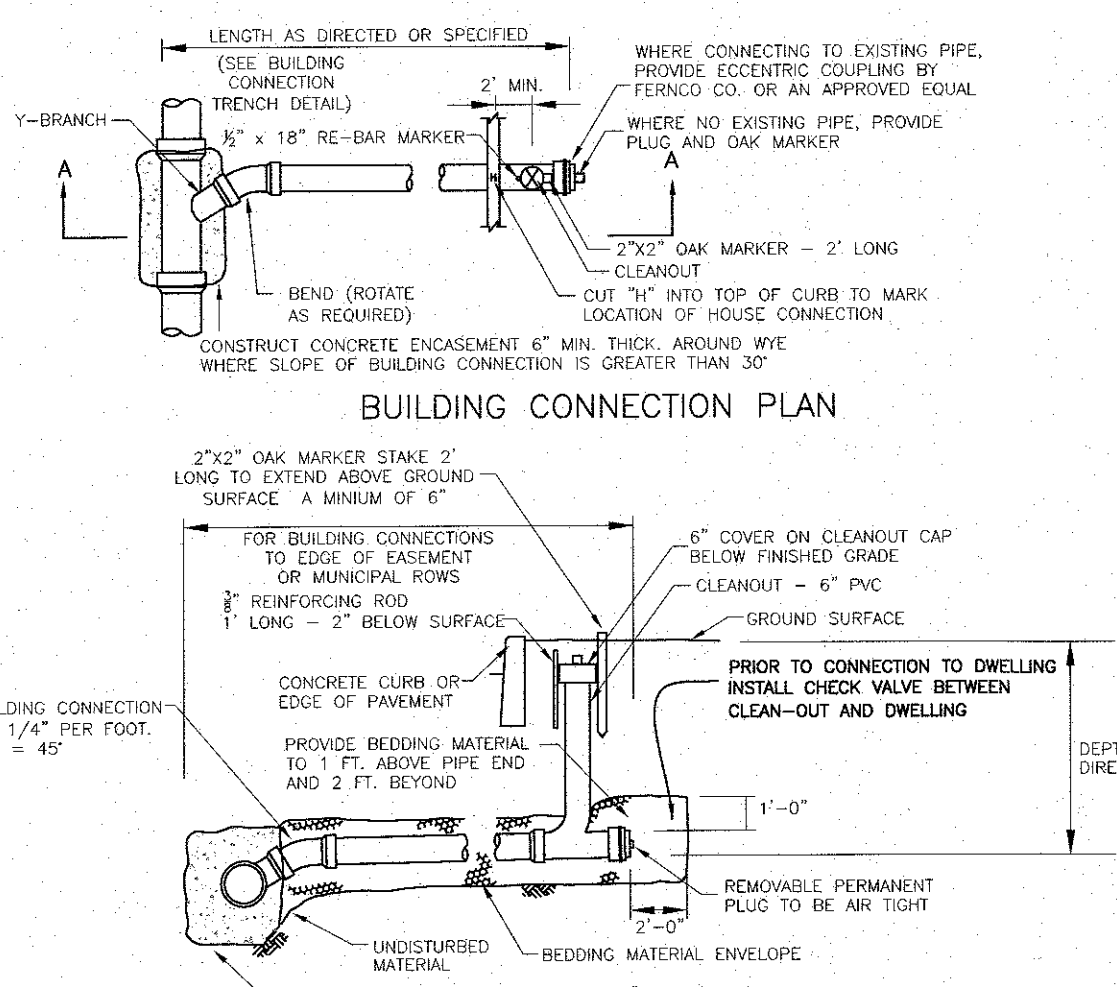 LENGTH AS DIRECTED OR SPECIFIED
(SEE BUILDING
CONNECTION
TRENCH DETAIL)
2' MIN.
WHERE CONNECTING TO EXISTING PIPE,
PROVIDE ECCENTRIC COUPLING BY
FERNCO CO. OR AN APPROVED EQUAL
Y-BRANCH
½" x 18" RE-BAR MARKER
WHERE NO EXISTING PIPE, PROVIDE
PLUG AND OAK MARKER
A
A
H
2"X2" OAK MARKER - 2' LONG
CLEANOUT
BEND (ROTATE
AS REQUIRED)
CUT "H" INTO TOP OF CURB TO MARK
LOCATION OF HOUSE CONNECTION
CONSTRUCT CONCRETE ENCASEMENT 6" MIN. THICK. AROUND WYE
WHERE SLOPE OF BUILDING CONNECTION IS GREATER THAN 30°
BUILDING CONNECTION PLAN
2"X2" OAK MARKER STAKE 2'
LONG TO EXTEND ABOVE GROUND
SURFACE A MINIUM OF 6"
FOR BUILDING CONNECTIONS
TO EDGE OF EASEMENT
OR MUNICIPAL ROWS
6" COVER ON CLEANOUT CAP
BELOW FINISHED GRADE
CLEANOUT - 6" PVC
⅜" REINFORCING ROD
1' LONG - 2" BELOW SURFACE
GROUND SURFACE
PRIOR TO CONNECTION TO DWELLING
INSTALL CHECK VALVE BETWEEN
CLEAN-OUT AND DWELLING
CONCRETE CURB OR
EDGE OF PAVEMENT
LDING CONNECTION
1/4" PER FOOT.
= 45°
PROVIDE BEDDING MATERIAL
TO 1 FT. ABOVE PIPE END
AND 2 FT. BEYOND
DEPT
DIRE
1'-0"
REMOVABLE PERMANENT
PLUG TO BE AIR TIGHT
2'-0"
UNDISTURBED
MATERIAL
BEDDING MATERIAL ENVELOPE